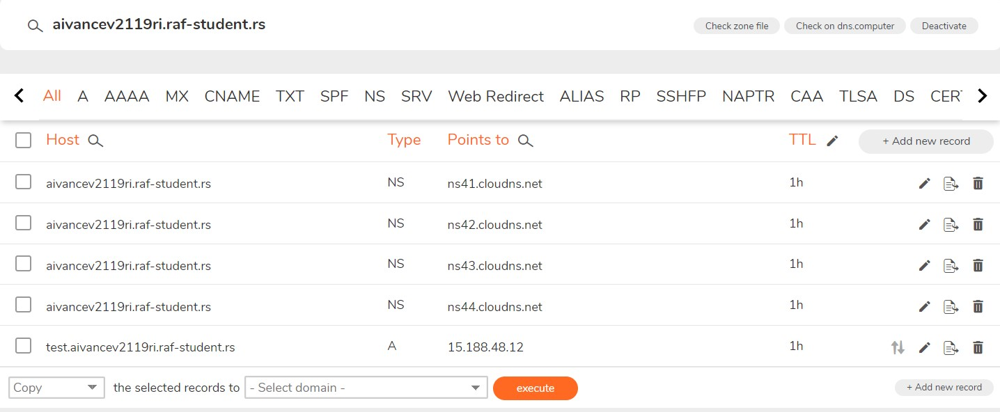 aivancev2119ri.raf-student.rs Check zone file Check on dns.computer Deactivate
All A AAAA MX CNAME TXT SPF NS SRV Web Redirect ALIAS RP SSHFP NAPTR CAA TLSA DS
Host Type Points to TTL + Add new record
aivancev2119ri.raf-student.rs NS ns41.cloudns.net 1h
aivancev2119ri.raf-student.rs NS ns42.cloudns.net 1h
aivancev2119ri.raf-student.rs NS ns43.cloudns.net 1h
aivancev2119ri.raf-student.rs NS ns44.cloudns.net 1h
test.aivancev2119ri.raf-student.rs A 15.188.48.12 1h
Copy the selected records to - Select domain - execute + Add new record